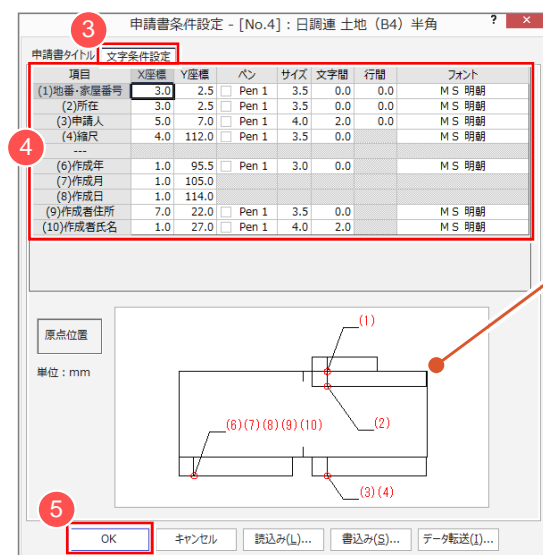 申請書条件設定 - [No.4]：日調連 土地（B4）半角 ? ×
3
申請書タイトル 文字条件設定
項目 X座標 Y座標 ペン サイズ 文字間 行間 フォント
(1)地番・家屋番号 3.0 2.5 Pen 1 3.5 0.0 0.0 ＭＳ 明朝
(2)所在 3.0 2.5 Pen 1 3.5 0.0 0.0 ＭＳ 明朝
(3)申請人 5.0 7.0 Pen 1 4.0 2.0 0.0 ＭＳ 明朝
(4)縮尺 4.0 112.0 Pen 1 3.5 0.0 ＭＳ 明朝
4
---
(6)作成年 1.0 95.5 Pen 1 3.0 0.0 ＭＳ 明朝
(7)作成月 1.0 105.0
(8)作成日 1.0 114.0
(9)作成者住所 7.0 22.0 Pen 1 3.5 0.0 ＭＳ 明朝
(10)作成者氏名 1.0 27.0 Pen 1 4.0 2.0 ＭＳ 明朝
原点位置
単位：mm
(1)
(6)(7)(8)(9)(10)
(2)
(3)(4)
5
OK キャンセル 読込み(L)... 書込み(S)... データ転送(I)...